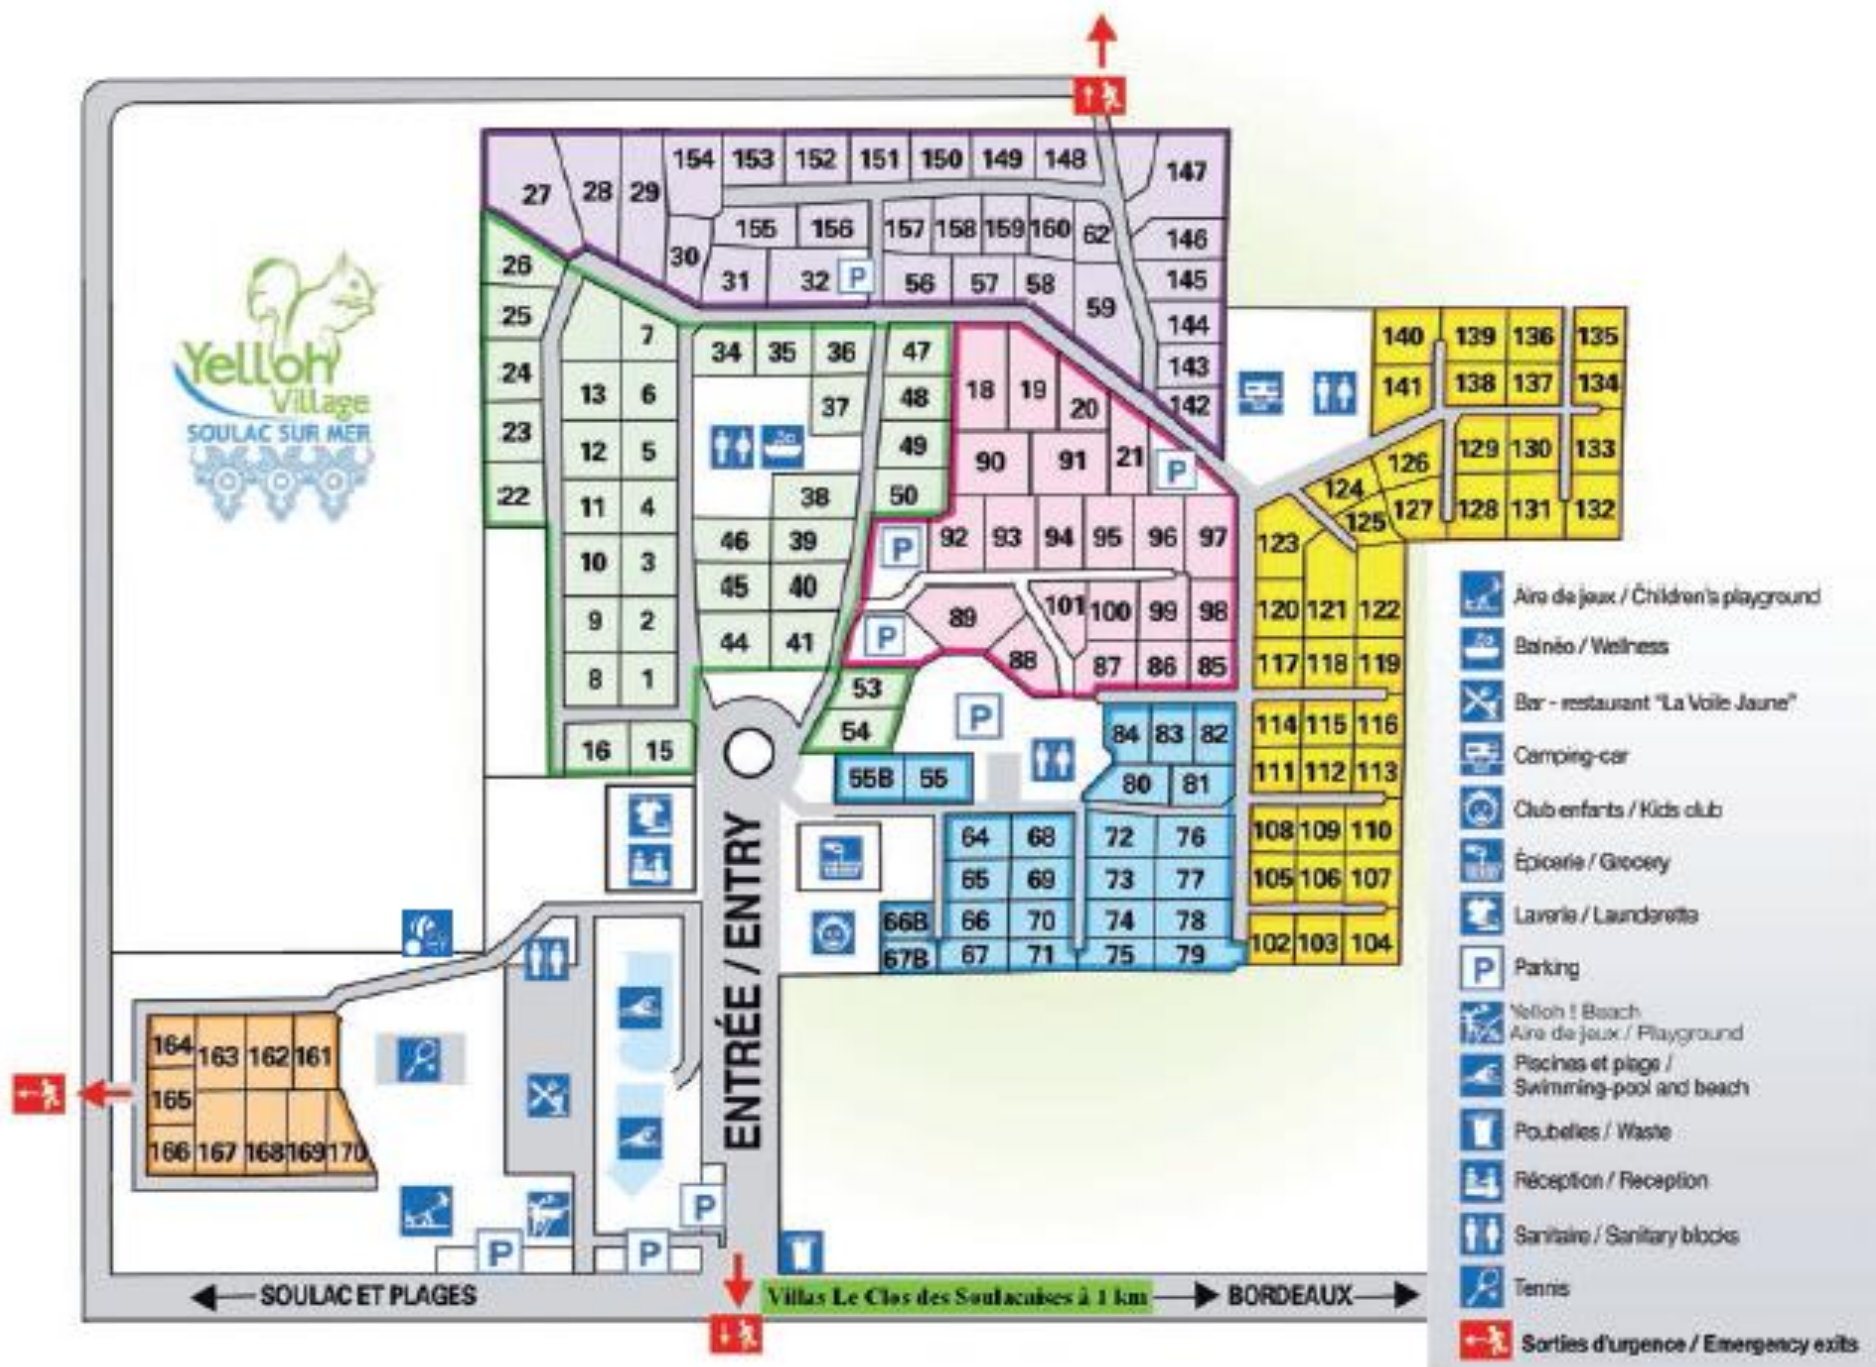 154 153 152 151 150 149 148 147
27 28 29
155 156 157 158 159 160 62 146
30 31 32 P 56 57 58 59 145
26
25 7 34 35 36 47 144 140 139 136 135
24 13 6 37 48 18 19 20 143 142 141 138 137 134
Yelloh!
Village
SOULAC SUR MER
23 12 5 49 90 91 21 P 126 129 130 133
22 11 4 38 50 124 125 127 128 131 132
46 39 P 92 93 94 95 96 97 123
10 3 45 40
9 2 44 41 P 89 101 100 99 98 120 121 122
8 1 53 88 87 86 85 117 118 119
16 15 54 P 84 83 82 114 115 116
55B 55 80 81 111 112 113
64 68 72 76 108 109 110
65 69 73 77 105 106 107
66B 66 70 74 78
67B 67 71 75 79 102 103 104
ENTRÉE / ENTRY
164 163 162 161
165
166 167 168 169 170
P
P P
SOULAC ET PLAGES
Villas Le Clos des Soulacaises à 1 km
BORDEAUX
Aire de jeux / Children's playground
Balnéo / Wellness
Bar - restaurant "La Voile Jaune"
Camping-car
Club enfants / Kids club
Épicerie / Grocery
Laverie / Launderette
P Parking
Yelloh ! Beach
Aire de jeux / Playground
Piscines et plage /
Swimming-pool and beach
Poubelles / Waste
Réception / Reception
Sanitaire / Sanitary blocks
Tennis
Sorties d'urgence / Emergency exits